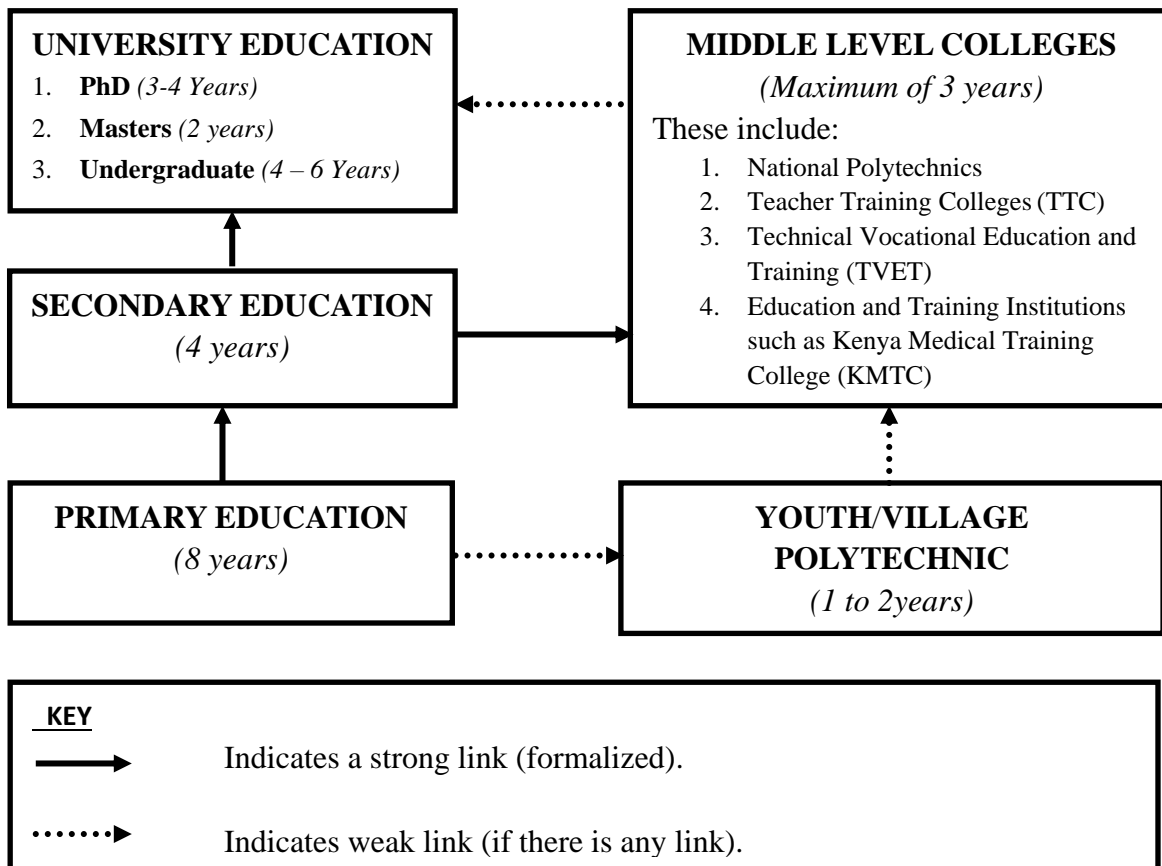 UNIVERSITY EDUCATION
1. PhD (3-4 Years)
2. Masters (2 years)
3. Undergraduate (4 – 6 Years)
MIDDLE LEVEL COLLEGES
(Maximum of 3 years)
These include:
1. National Polytechnics
2. Teacher Training Colleges (TTC)
3. Technical Vocational Education and
Training (TVET)
4. Education and Training Institutions
such as Kenya Medical Training
College (KMTC)
SECONDARY EDUCATION
(4 years)
PRIMARY EDUCATION
(8 years)
YOUTH/VILLAGE
POLYTECHNIC
(1 to 2years)
KEY
Indicates a strong link (formalized).
Indicates weak link (if there is any link).